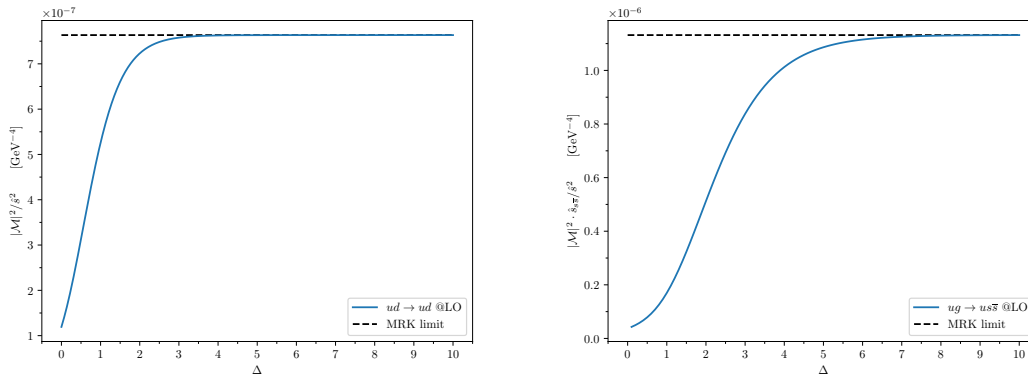 ×10⁻⁷
7
6
5
4
3
2
1
|ℳ|²/ŝ² [GeV⁻⁴]
0 1 2 3 4 5 6 7 8 9 10
Δ
ud → ud @LO
MRK limit
×10⁻⁶
1.0
0.8
0.6
0.4
0.2
0.0
|ℳ|² · ŝ_{ss̅}/ŝ² [GeV⁻⁴]
0 1 2 3 4 5 6 7 8 9 10
Δ
ug → uss̅ @LO
MRK limit